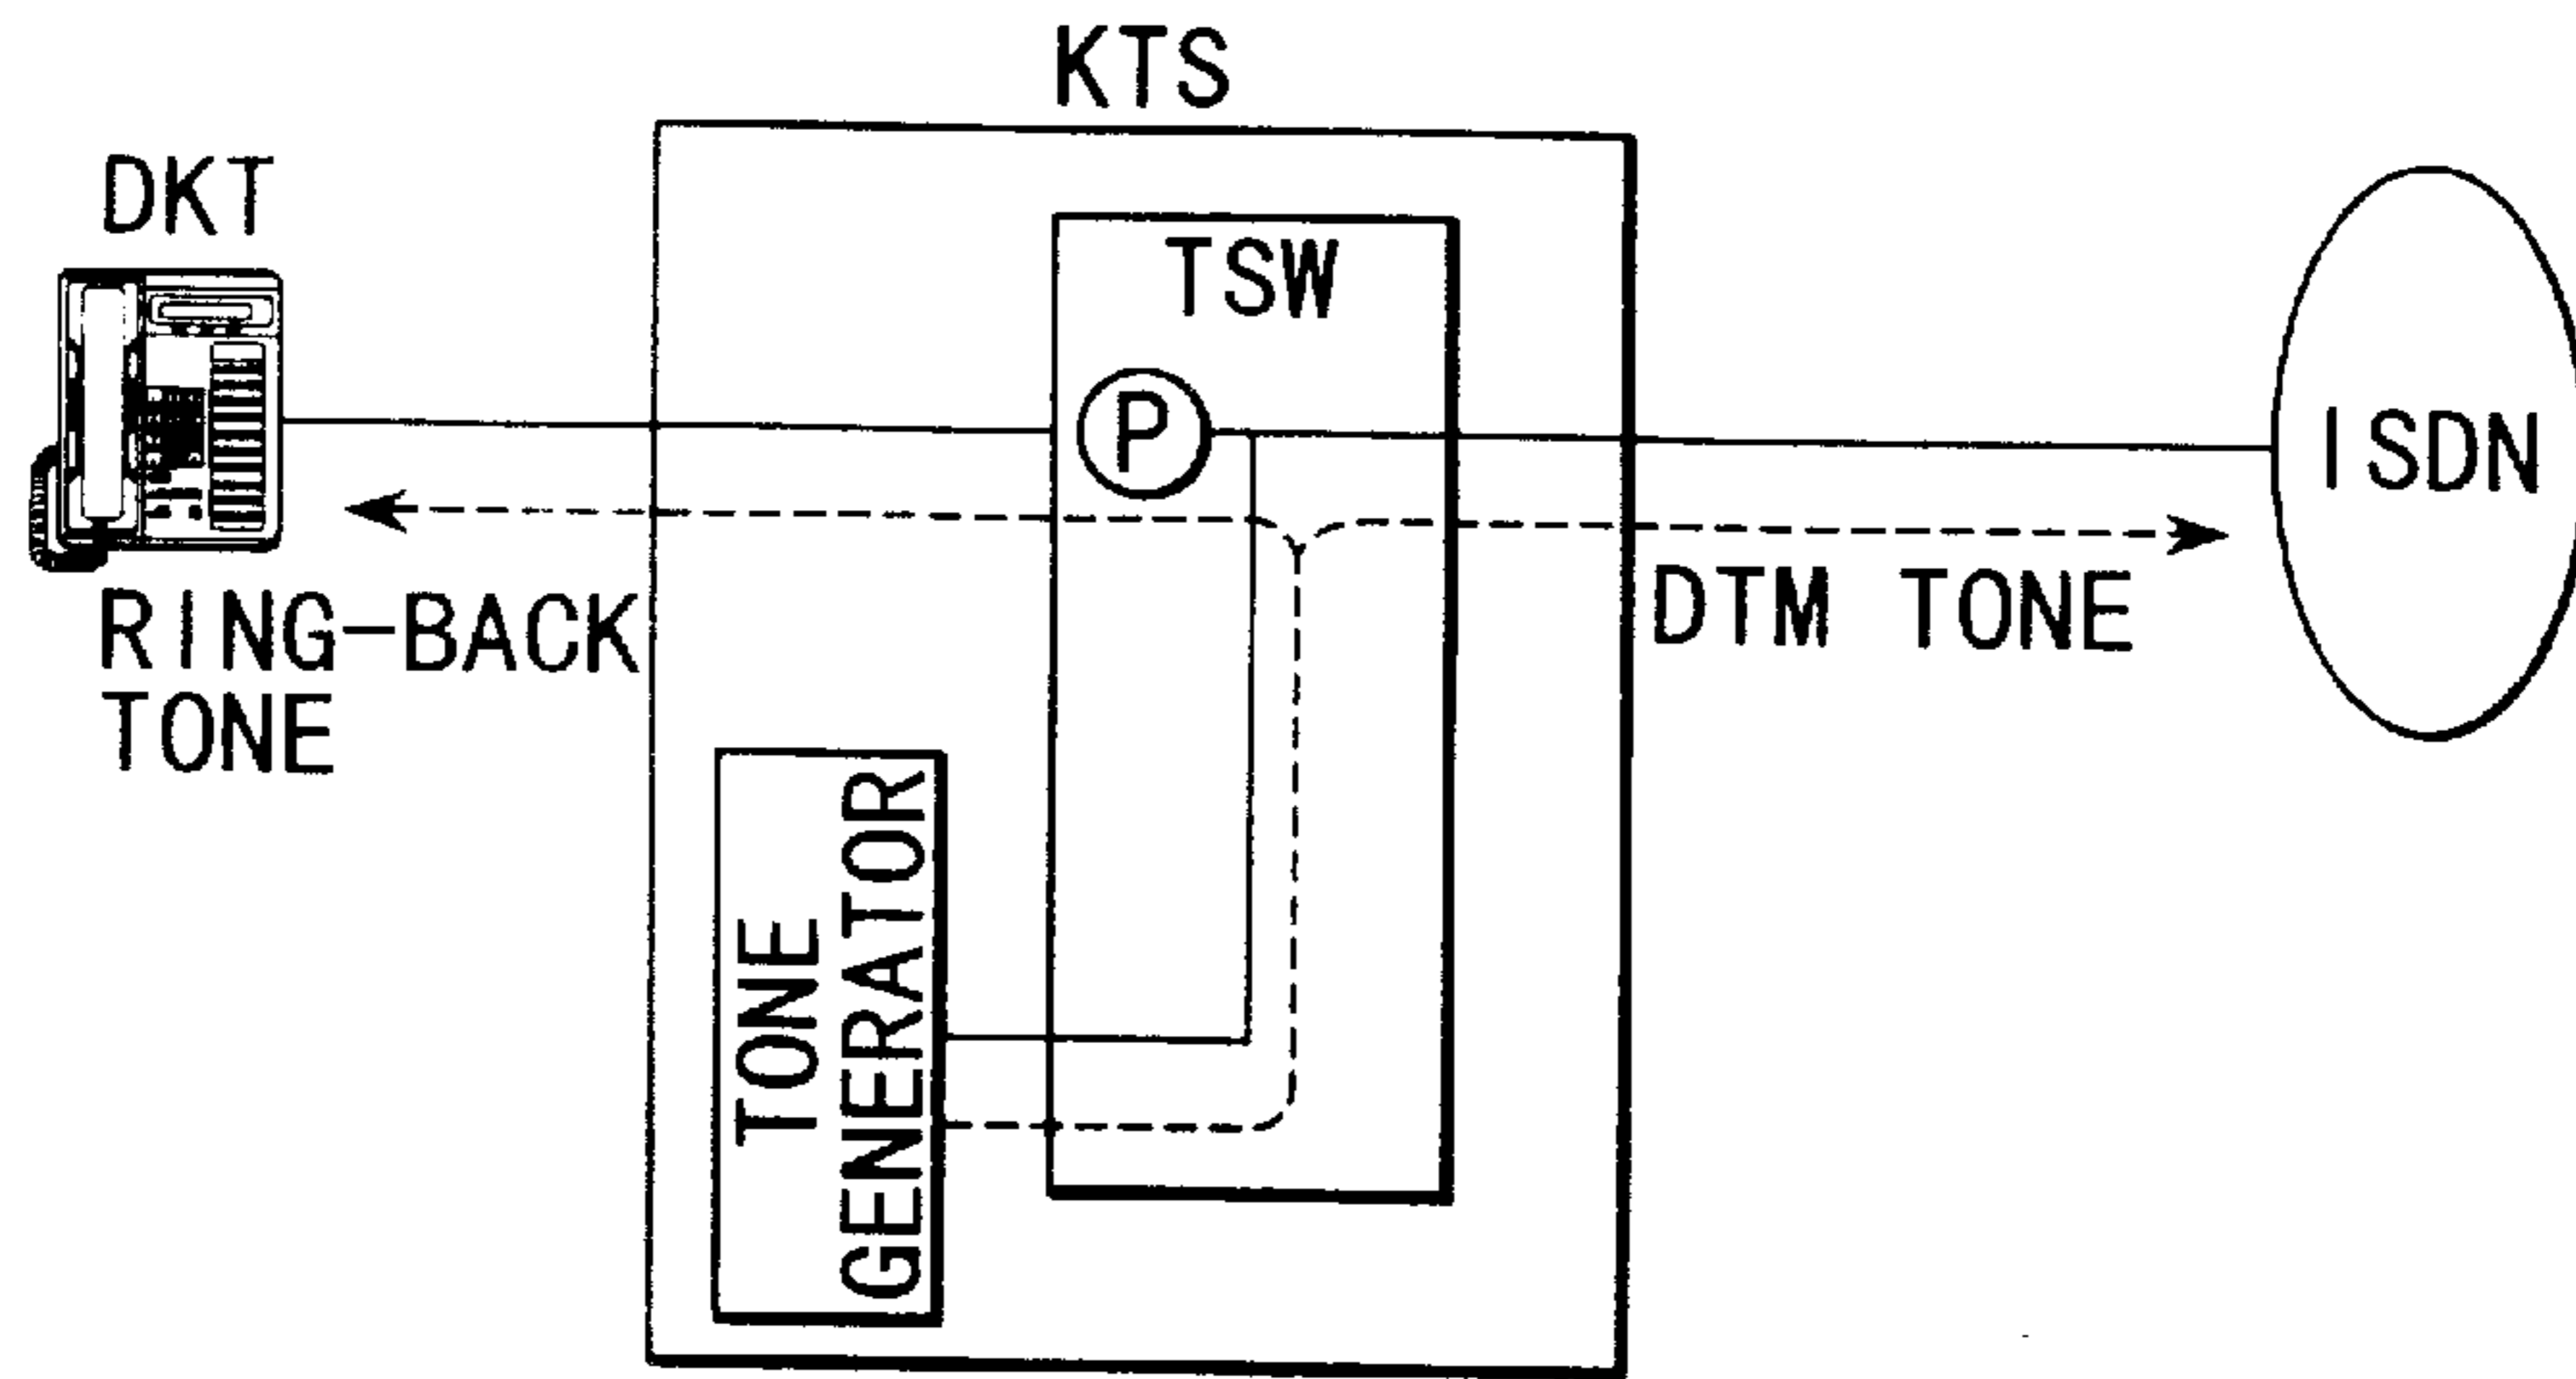 KTS
DKT
TSW
P
ISDN
RING-BACK
TONE
DTM TONE
TONE
GENERATOR